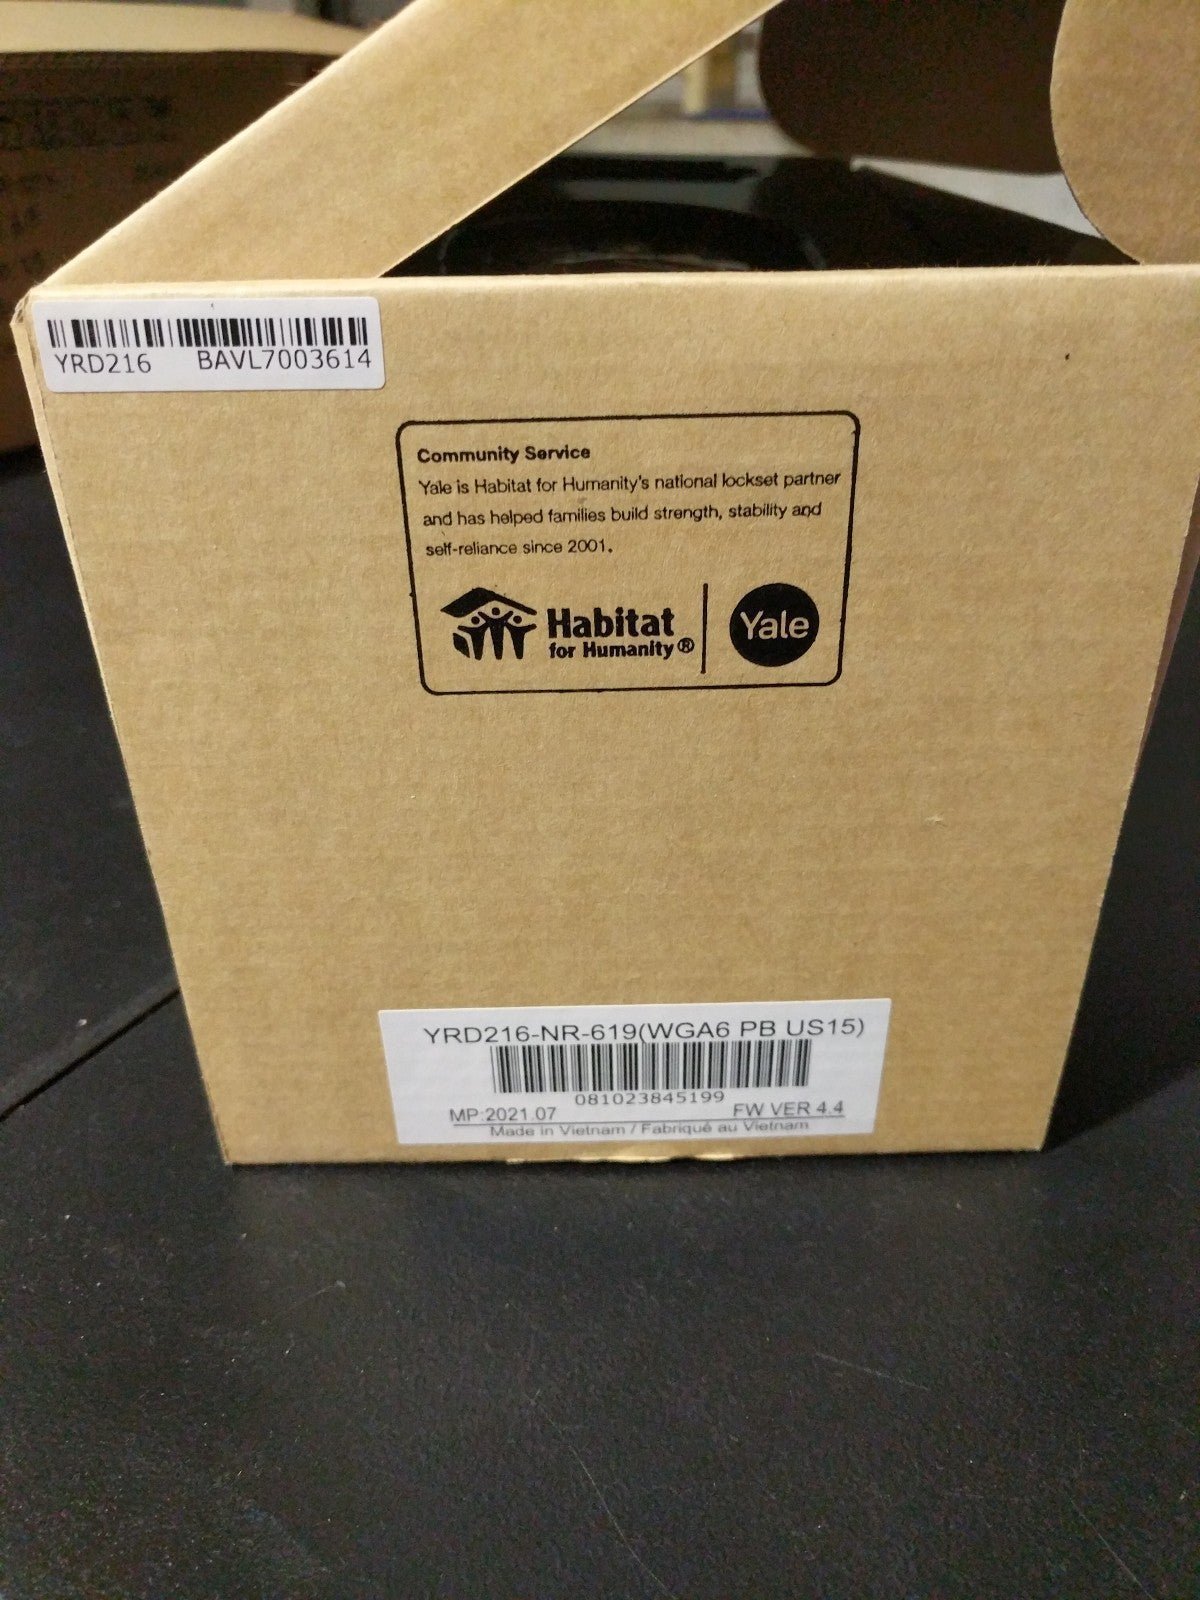 YRD216 BAVL7003614
Community Service
Yale is Habitat for Humanity's national lockset partner
and has helped families build strength, stability and
self-reliance since 2001.
Habitat
for Humanity®
Yale
YRD216-NR-619(WGA6 PB US15)
081023845199
MP:2021.07 FW VER 4.4
Made in Vietnam / Fabriqué au Vietnam